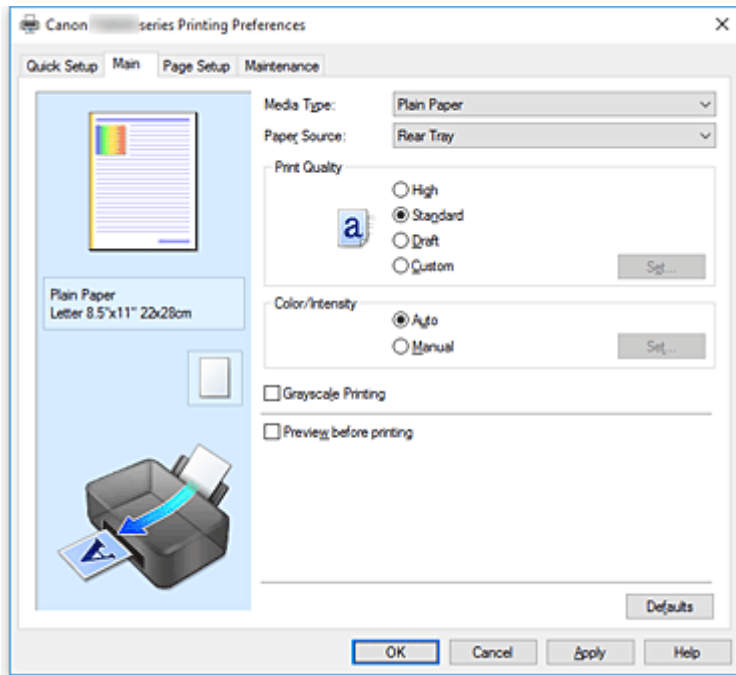 Canon series Printing Preferences
Quick Setup Main Page Setup Maintenance
Media Type: Plain Paper
Paper Source: Rear Tray
Print Quality
High
Standard
Draft
Custom
Set...
a
Plain Paper
Letter 8.5"x11" 22x28cm
Color/Intensity
Auto
Manual
Set...
Grayscale Printing
Preview before printing
A
Defaults
OK Cancel Apply Help